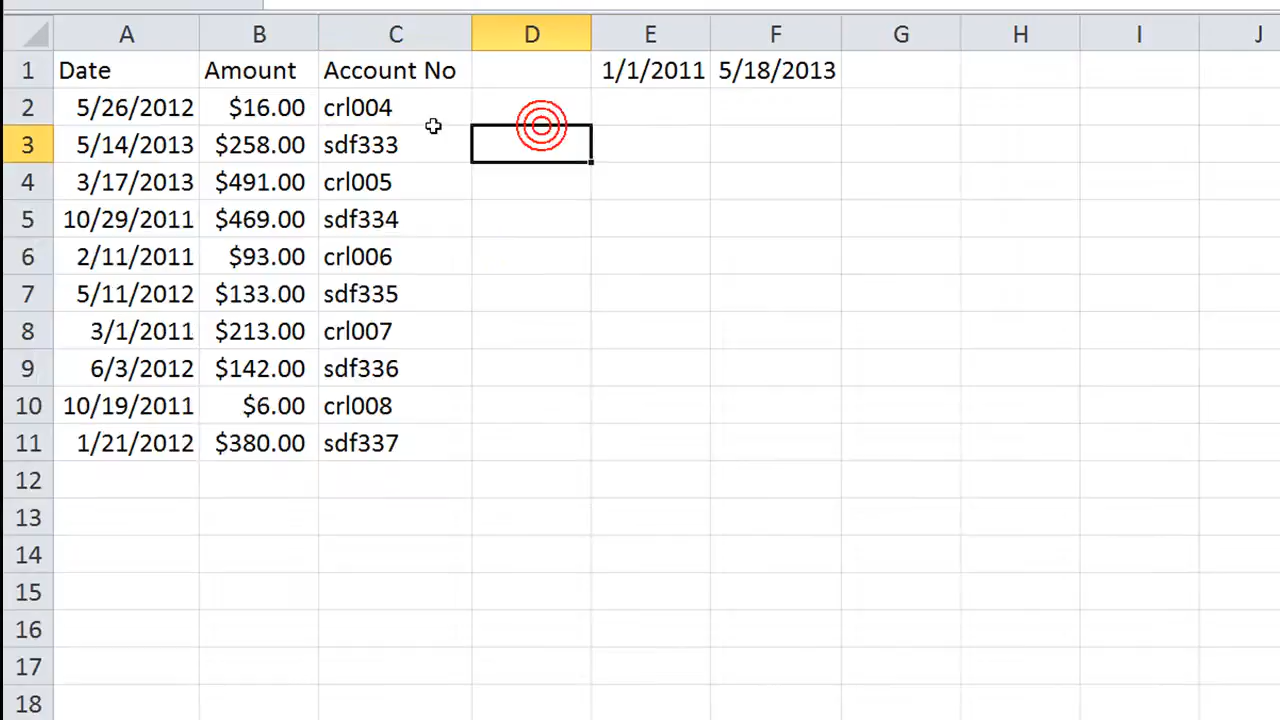 A B C D E F G H I J
1 Date Amount Account No 1/1/2011 5/18/2013
2 5/26/2012 $16.00 crl004
3 5/14/2013 $258.00 sdf333
4 3/17/2013 $491.00 crl005
5 10/29/2011 $469.00 sdf334
6 2/11/2011 $93.00 crl006
7 5/11/2012 $133.00 sdf335
8 3/1/2011 $213.00 crl007
9 6/3/2012 $142.00 sdf336
10 10/19/2011 $6.00 crl008
11 1/21/2012 $380.00 sdf337
12
13
14
15
16
17
18